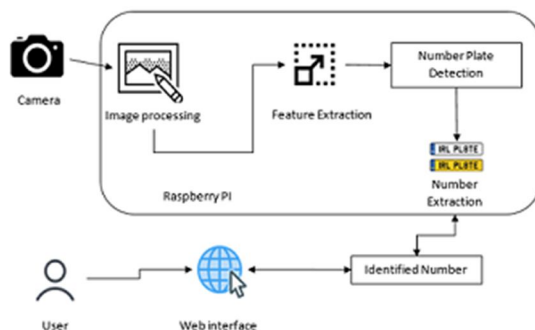 Camera
Image processing
Feature Extraction
Number Plate
Detection
IRL PLATE
IRL PLATE
Number
Extraction
Raspberry PI
Identified Number
User
Web interface